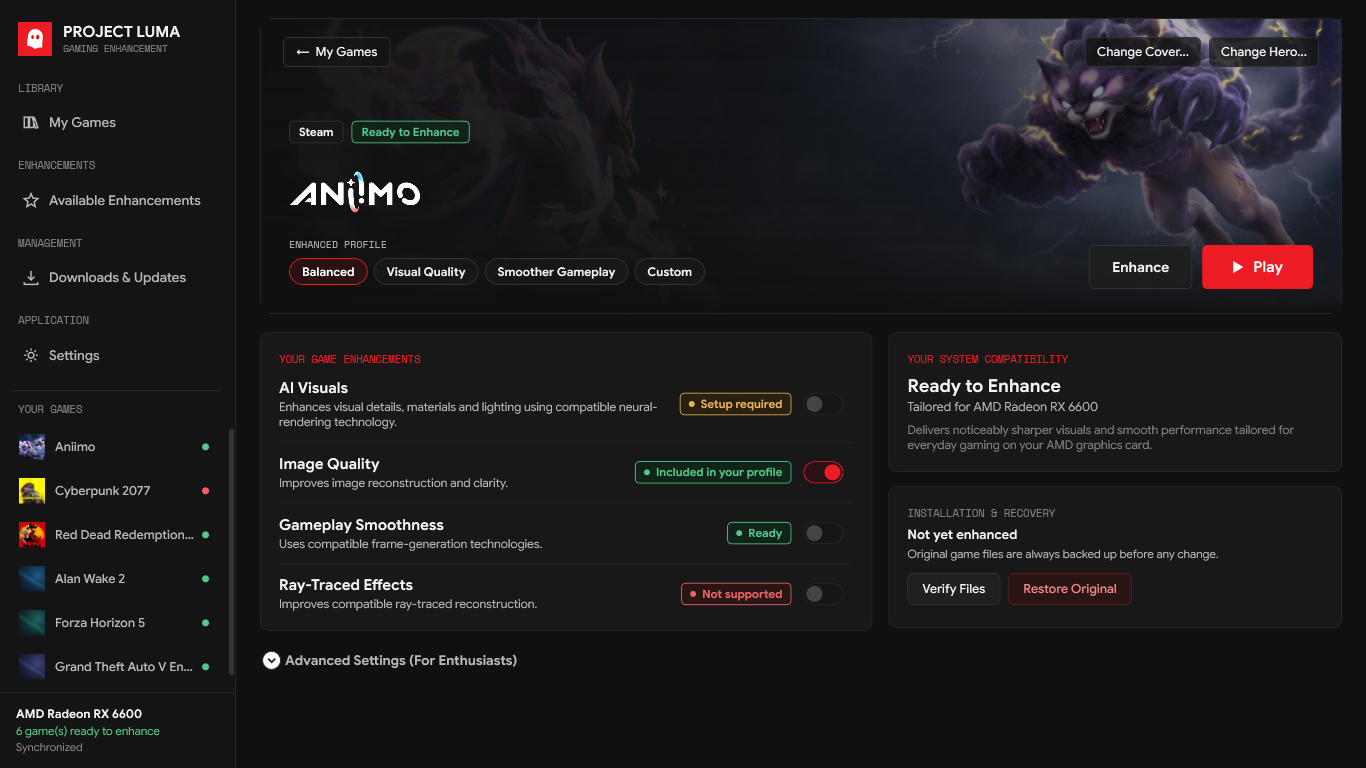 PROJECT LUMA
GAMING ENHANCEMENT
LIBRARY
My Games
ENHANCEMENTS
Available Enhancements
MANAGEMENT
Downloads & Updates
APPLICATION
Settings
YOUR GAMES
Aniimo
Cyberpunk 2077
Red Dead Redemption...
Alan Wake 2
Forza Horizon 5
Grand Theft Auto V En...
AMD Radeon RX 6600
6 game(s) ready to enhance
Synchronized
← My Games
Change Cover...
Change Hero...
Steam
Ready to Enhance
ANIIMO
ENHANCED PROFILE
Balanced
Visual Quality
Smoother Gameplay
Custom
Enhance
Play
YOUR GAME ENHANCEMENTS
AI Visuals
Enhances visual details, materials and lighting using compatible neural-
rendering technology.
Setup required
Image Quality
Improves image reconstruction and clarity.
Included in your profile
Gameplay Smoothness
Uses compatible frame-generation technologies.
Ready
Ray-Traced Effects
Improves compatible ray-traced reconstruction.
Not supported
Advanced Settings (For Enthusiasts)
YOUR SYSTEM COMPATIBILITY
Ready to Enhance
Tailored for AMD Radeon RX 6600
Delivers noticeably sharper visuals and smooth performance tailored for
everyday gaming on your AMD graphics card.
INSTALLATION & RECOVERY
Not yet enhanced
Original game files are always backed up before any change.
Verify Files
Restore Original